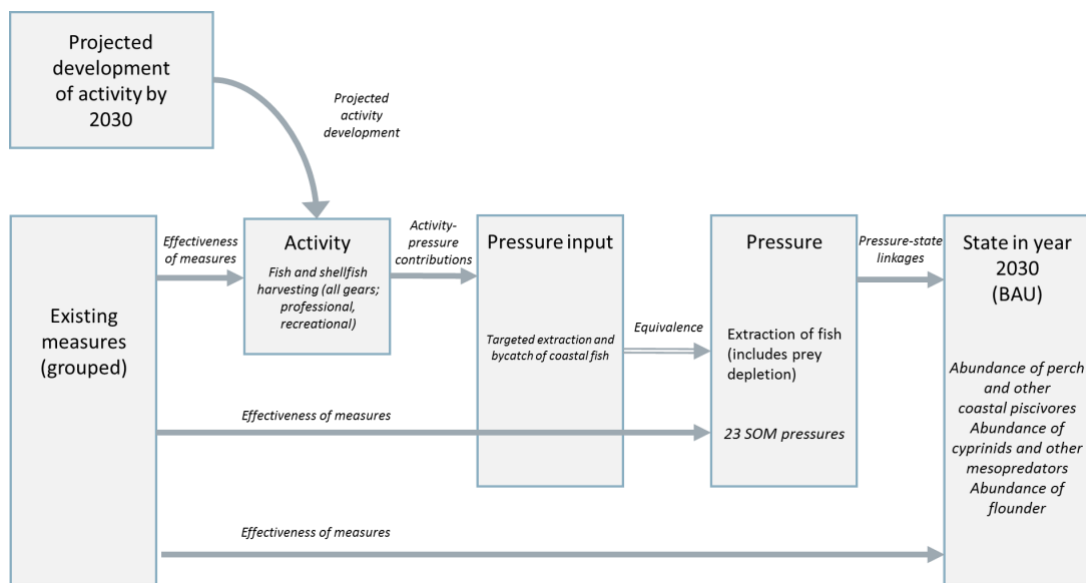 Projected
development
of activity by
2030
Projected
activity
development
Existing
measures
(grouped)
Effectiveness
of measures
Activity
Fish and shellfish
harvesting (all gears;
professional,
recreational)
Activity-
pressure
contributions
Pressure input
Targeted extraction and
bycatch of coastal fish
Equivalence
Pressure
Extraction of fish
(includes prey
depletion)
23 SOM pressures
Pressure-state
linkages
State in year
2030
(BAU)
Abundance of perch
and other
coastal piscivores
Abundance of
cyprinids and other
mesopredators
Abundance of
flounder
Effectiveness of measures
Effectiveness of measures